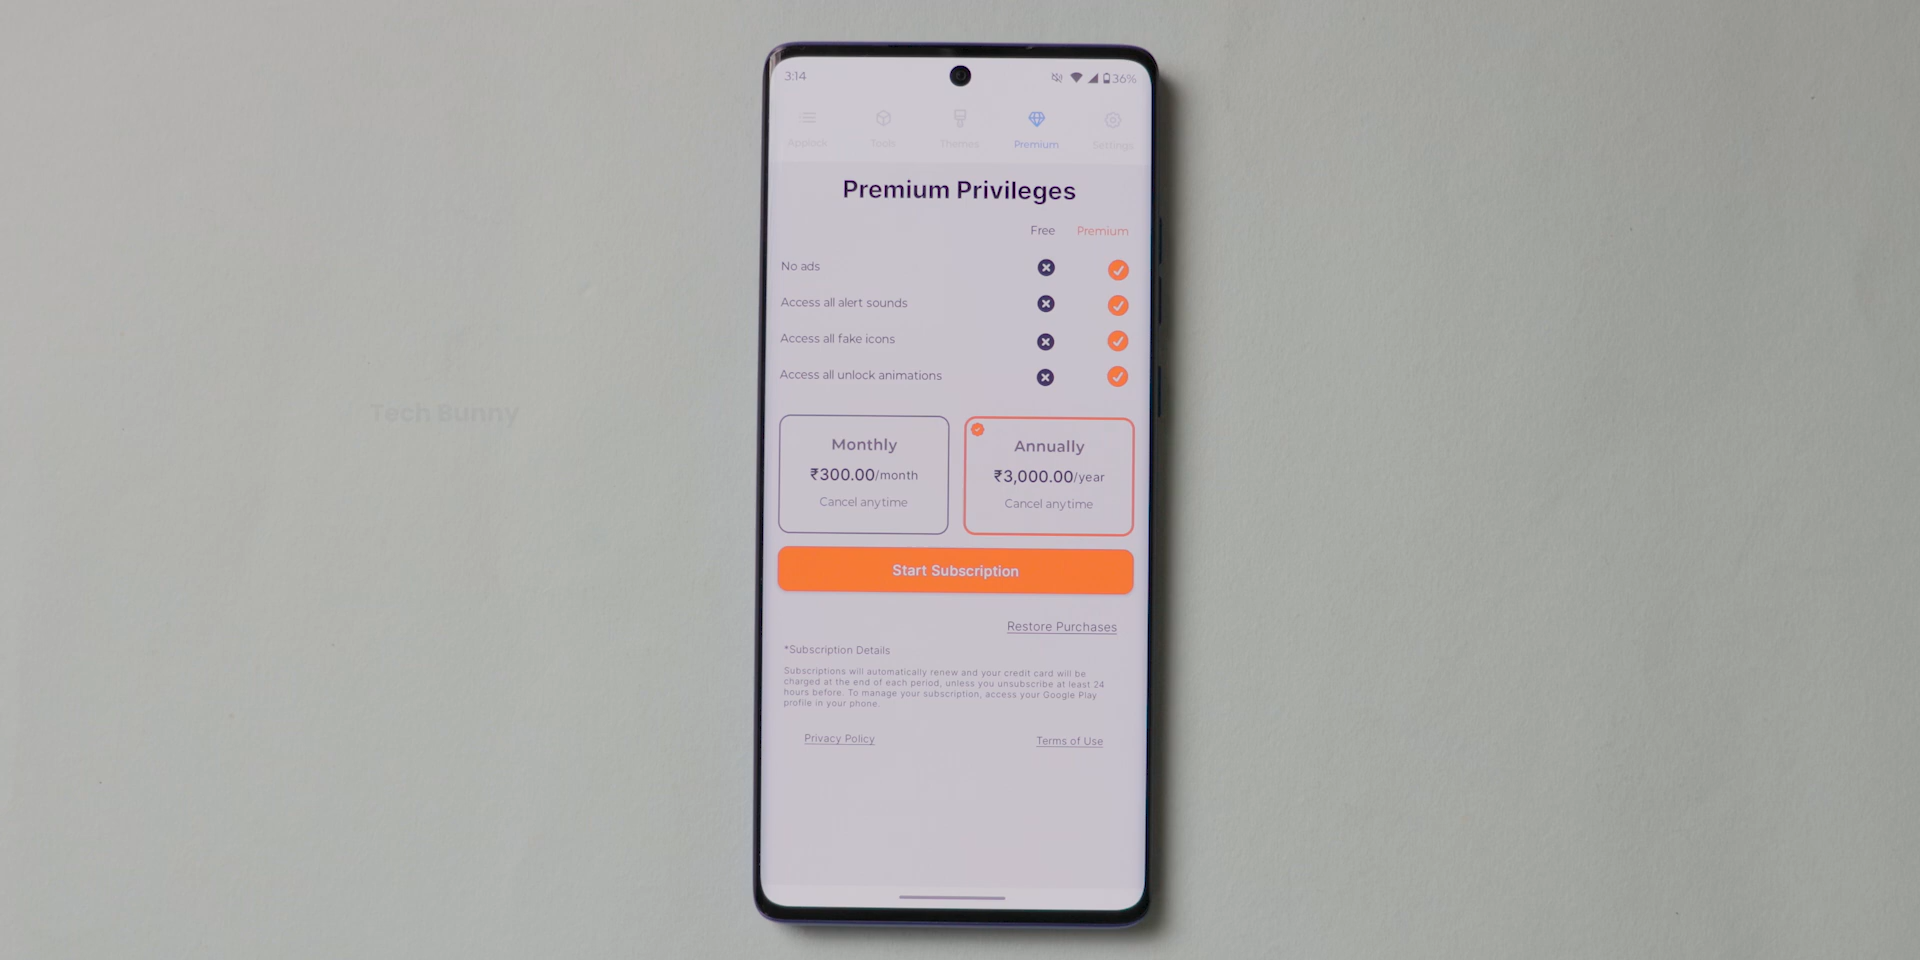 3:14
36%
Applock Tools Themes Premium Settings
Premium Privileges
Free Premium
No ads
Access all alert sounds
Access all fake icons
Access all unlock animations
Monthly
₹300.00/month
Cancel anytime
Annually
₹3,000.00/year
Cancel anytime
Start Subscription
Restore Purchases
*Subscription Details
Subscriptions will automatically renew and your credit card will be
charged at the end of each period, unless you unsubscribe at least 24
hours before. To manage your subscription, access your Google Play
profile in your phone.
Privacy Policy
Terms of Use
Tech Bunny